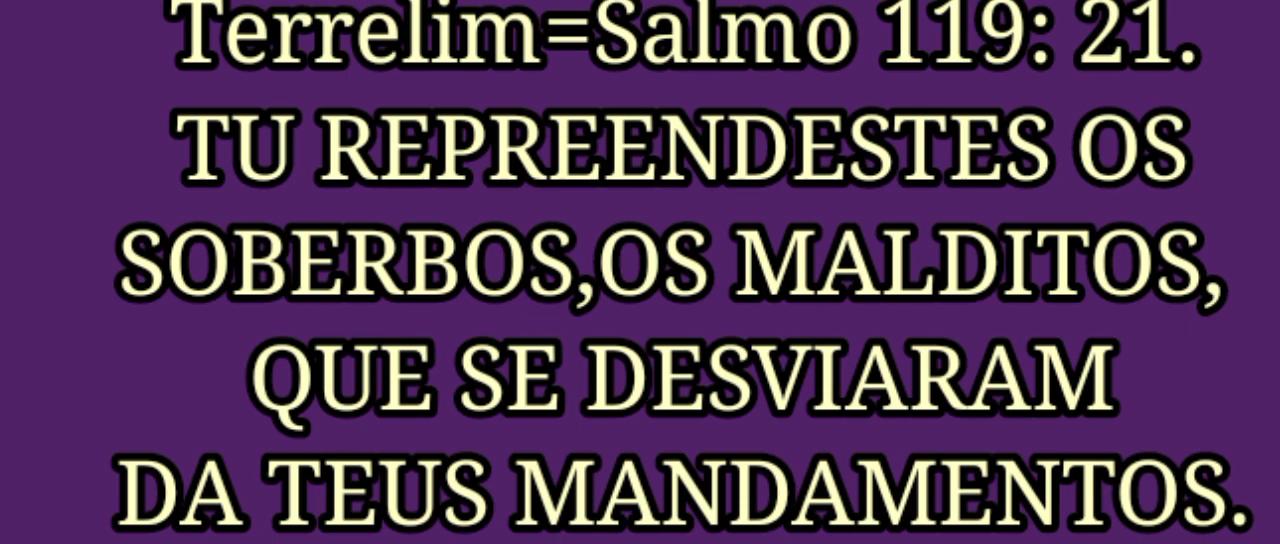 Terrelim=Salmo 119: 21.
TU REPREENDESTES OS
SOBERBOS,OS MALDITOS,
QUE SE DESVIARAM
DA TEUS MANDAMENTOS.